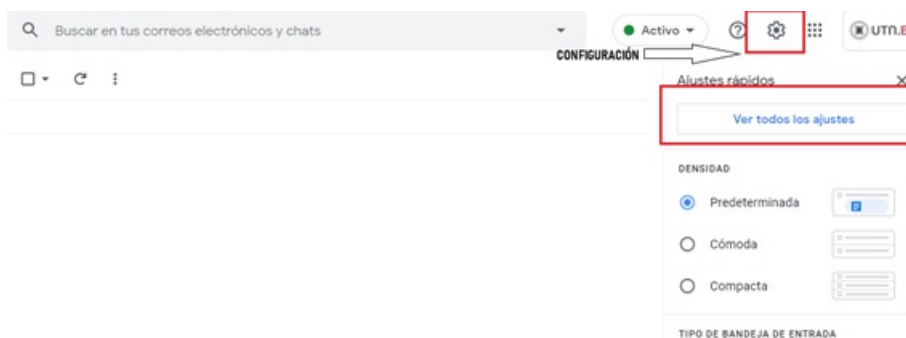 Buscar en tus correos electrónicos y chats
Activo
UTN.
CONFIGURACIÓN
Ajustes rápidos
Ver todos los ajustes
DENSIDAD
Predeterminada
Cómoda
Compacta
TIPO DE BANDEJA DE ENTRADA